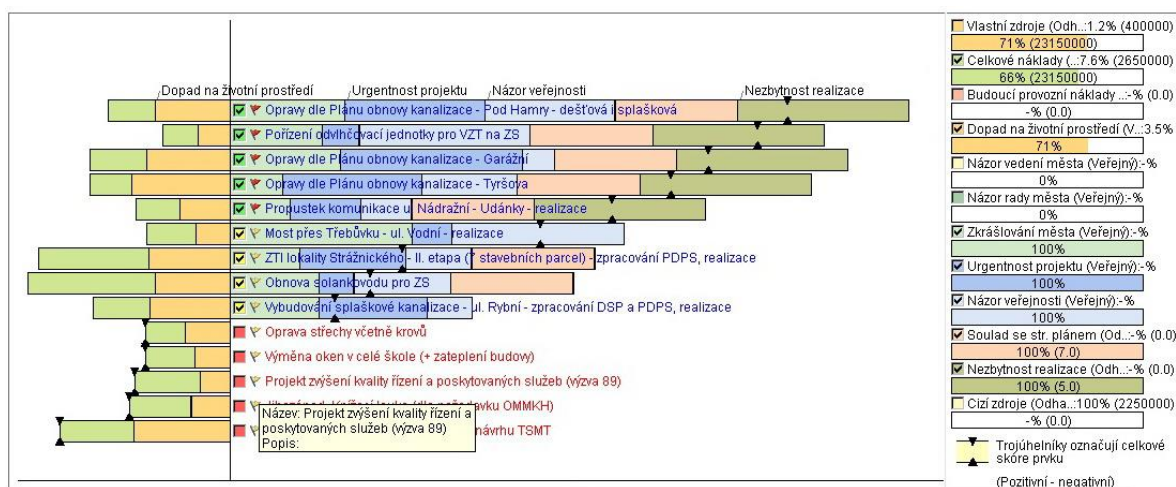 Dopad na životní prostředí Urgentnost projektu Názor veřejnosti Nezbytnost realizace
Opravy dle Plánu obnovy kanalizace - Pod Hamry - dešťová i splašková
Pořízení odvlhčovací jednotky pro VZT na ZS
Opravy dle Plánu obnovy kanalizace - Garážní
Opravy dle Plánu obnovy kanalizace - Tyršova
Propustek komunikace u Nádražní - Udánky - realizace
Most přes Třebůvku - ul. Vodní - realizace
ZTI lokality Strážnického - II. etapa (7 stavebních parcel) - zpracování PDPS, realizace
Obnova solankovodu pro ZS
Vybudování splaškové kanalizace - ul. Rybní - zpracování DSP a PDPS, realizace
Oprava střechy včetně krovů
Výměna oken v celé škole (+ zateplení budovy)
Projekt zvýšení kvality řízení a poskytovaných služeb (výzva 89)
požadavku OMMKH)
návrhu TSMT
Název: Projekt zvýšení kvality řízení a
poskytovaných služeb (výzva 89)
Popis:
Vlastní zdroje (Odh..:1.2% (400000)
71% (23150000)
Celkové náklady (..:7.6% (2650000)
66% (23150000)
Budoucí provozní náklady ..:-% (0.0)
-% (0.0)
Dopad na životní prostředí (V..:3.5%
71%
Názor vedení města (Veřejný):-%
0%
Názor rady města (Veřejný):-%
0%
Zkrášlování města (Veřejný):-%
100%
Urgentnost projektu (Veřejný):-%
100%
Názor veřejnosti (Veřejný):-%
100%
Soulad se str. plánem (Od..:-% (0.0)
100% (7.0)
Nezbytnost realizace (Odh..:-% (0.0)
100% (5.0)
Cizí zdroje (Odha..:100% (2250000)
-% (0.0)
Trojúhelníky označují celkové
skóre prvku
(Pozitivní - negativní)